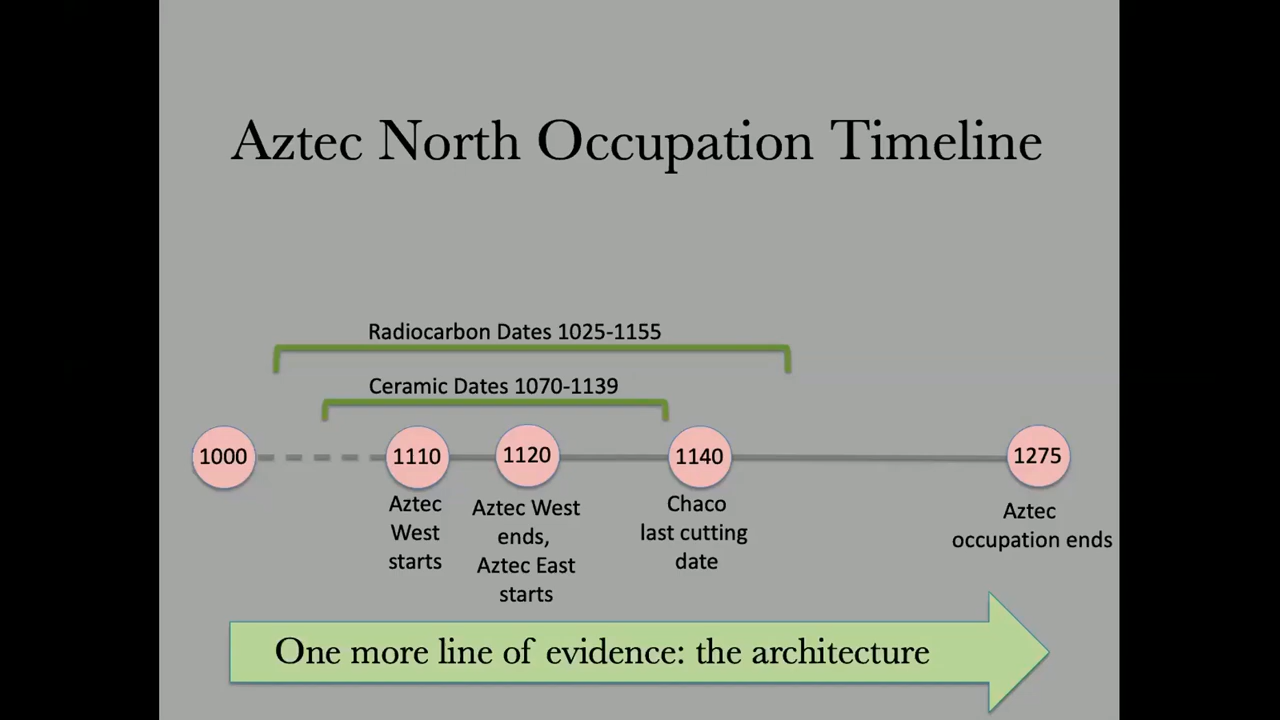 Aztec North Occupation Timeline
Radiocarbon Dates 1025-1155
Ceramic Dates 1070-1139
1000
1110
1120
1140
1275
Aztec
West
starts
Aztec West
ends,
Aztec East
starts
Chaco
last cutting
date
Aztec
occupation ends
One more line of evidence: the architecture